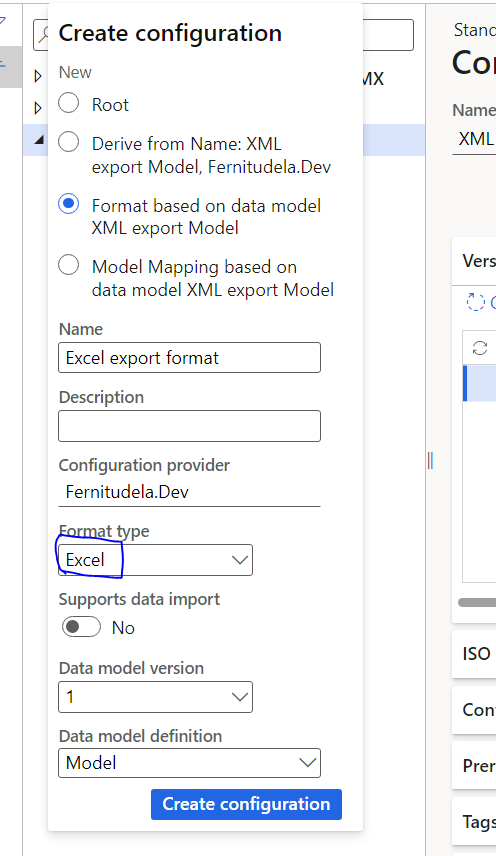 Create configuration
New
Root
Derive from Name: XML
export Model, Fernitudela.Dev
Format based on data model
XML export Model
Model Mapping based on
data model XML export Model
Name
Excel export format
Description
Configuration provider
Fernitudela.Dev
Format type
Excel
Supports data import
No
Data model version
1
Data model definition
Model
Create configuration
MX
Stand
Con
Name
XML
Vers
ISO
Con
Prer
Tags